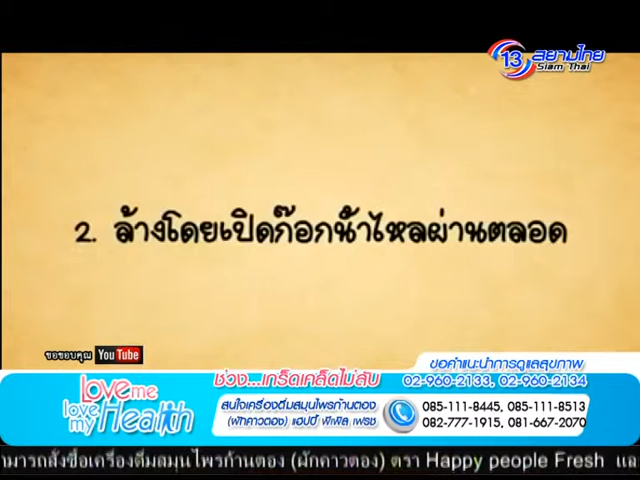 13 สยามไทย
Siam Thai
2. ล้างโดยเปิดก๊อกน้ำไหลผ่านตลอด
ขอขอบคุณ YouTube
ขอคำแนะนำการดูแลสุขภาพ
ช่วง...เกร็ดเคล็ดไม่ลับ
02-960-2133, 02-960-2134
Love me
love my Health
สนใจเครื่องดื่มสมุนไพรก้านตอง
(ผักคาวตอง) แฮปปี้ พีเพิล เฟรช
085-111-8445, 085-111-8513
082-777-1915, 081-667-2070
ามารถสั่งซื้อเครื่องดื่มสมุนไพรก้านตอง (ผักคาวตอง) ตรา Happy people Fresh แล